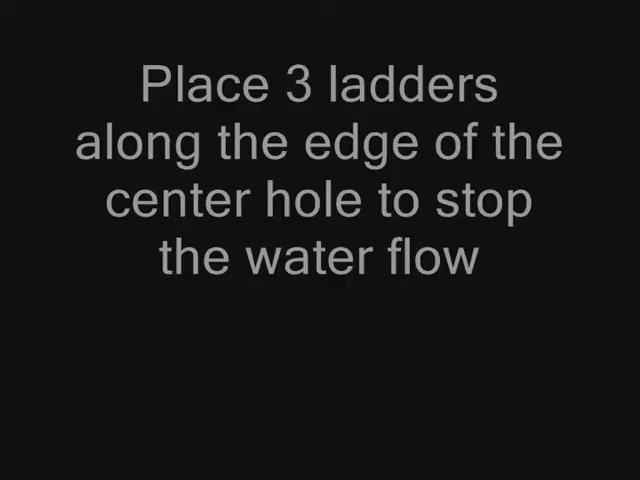 Place 3 ladders
along the edge of the
center hole to stop
the water flow